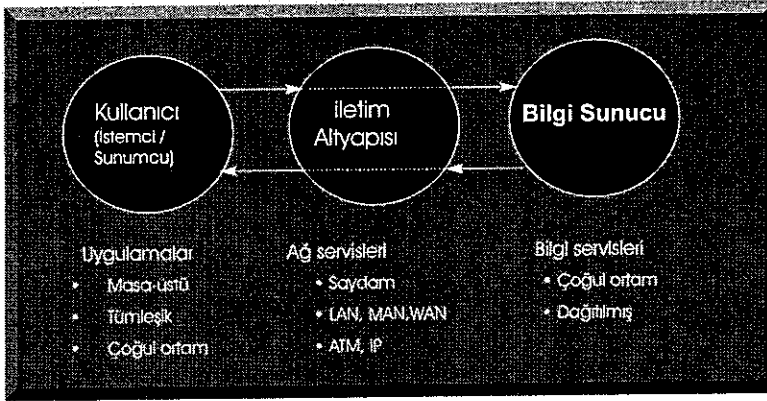 Kullanıcı
(İstemci /
Sunumcu)
İletim
Altyapısı
Bilgi Sunucu
Uygulamalar
• Masa-üstü
• Tümleşik
• Çoğul ortam
Ağ servisleri
• Saydam
• LAN, MAN,WAN
• ATM, IP
Bilgi servisleri
• Çoğul ortam
• Dağıtılmış